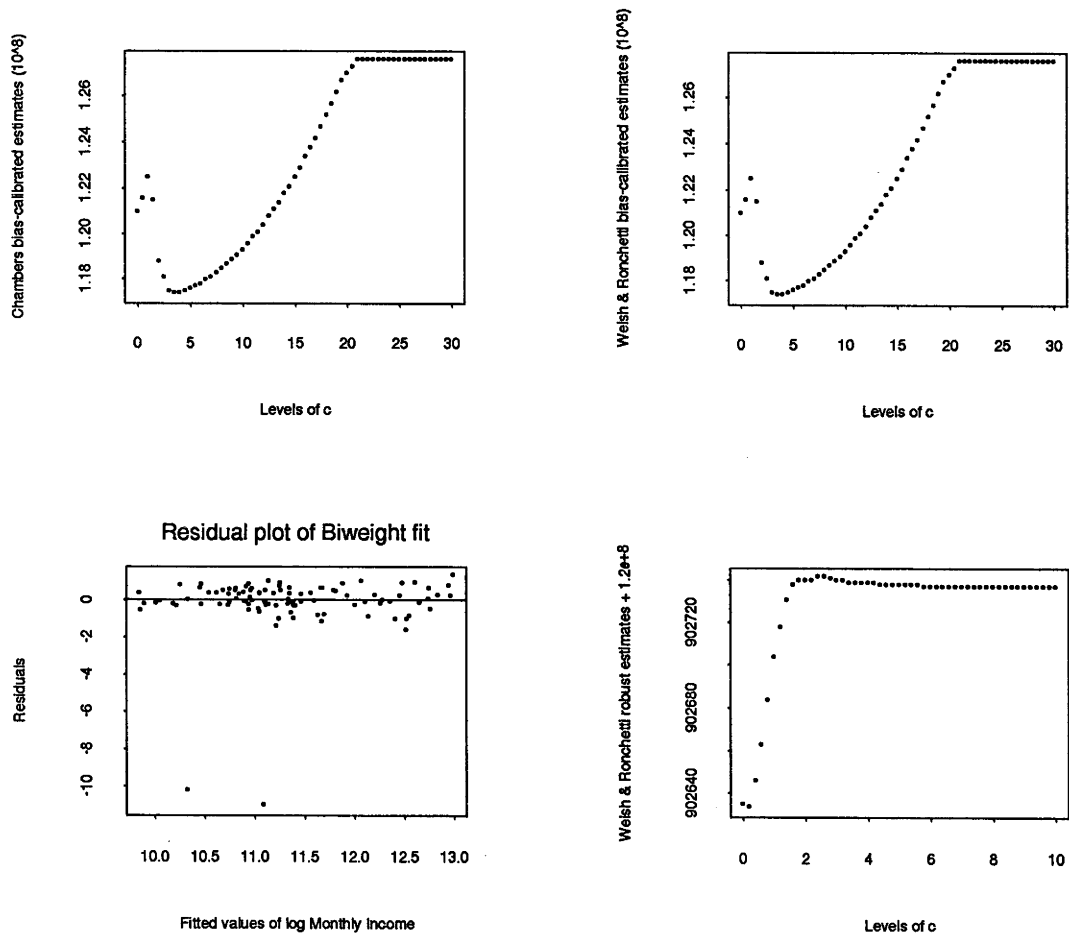 Chambers bias-calibrated estimates (10^8)
1.18 1.20 1.22 1.24 1.26
0 5 10 15 20 25 30
Levels of c
Welsh & Ronchetti bias-calibrated estimates (10^8)
1.18 1.20 1.22 1.24 1.26
0 5 10 15 20 25 30
Levels of c
Residual plot of Biweight fit
Residuals
0
-2
-4
-6
-8
-10
10.0 10.5 11.0 11.5 12.0 12.5 13.0
Fitted values of log Monthly Income
Welsh & Ronchetti robust estimates + 1.2e+8
902640 902680 902720
0 2 4 6 8 10
Levels of c